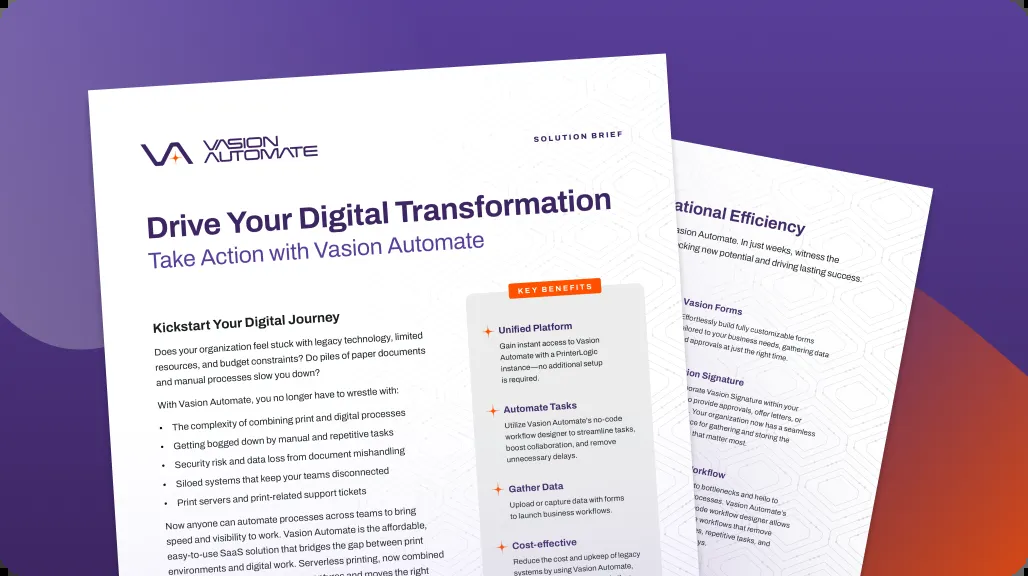 VASION
AUTOMATE
SOLUTION BRIEF
Drive Your Digital Transformation
Take Action with Vasion Automate
Kickstart Your Digital Journey
Does your organization feel stuck with legacy technology, limited
resources, and budget constraints? Do piles of paper documents
and manual processes slow you down?
With Vasion Automate, you no longer have to wrestle with:
• The complexity of combining print and digital processes
• Getting bogged down by manual and repetitive tasks
• Security risk and data loss from document mishandling
• Siloed systems that keep your teams disconnected
• Print servers and print-related support tickets
Now anyone can automate processes across teams to bring
speed and visibility to work. Vasion Automate is the affordable,
easy-to-use SaaS solution that bridges the gap between print
environments and digital work. Serverless printing, now combined
and moves the right
KEY BENEFITS
Unified Platform
Gain instant access to Vasion
Automate with a PrinterLogic
instance—no additional setup
is required.
Automate Tasks
Utilize Vasion Automate's no-code
workflow designer to streamline tasks,
boost collaboration, and remove
unnecessary delays.
Gather Data
Upload or capture data with forms
to launch business workflows.
Cost-effective
Reduce the cost and upkeep of legacy
systems by using Vasion Automate,
ational Efficiency
asion Automate. In just weeks, witness the
ocking new potential and driving lasting success.
Vasion Forms
Effortlessly build fully customizable forms
ilored to your business needs, gathering data
d approvals at just the right time.
ion Signature
orate Vasion Signature within your
o provide approvals, offer letters, or
Your organization now has a seamless
ce for gathering and storing the
that matter most.
orkflow
to bottlenecks and hello to
ocesses. Vasion Automate's
ode workflow designer allows
workflows that remove
s, repetitive tasks, and
ys.